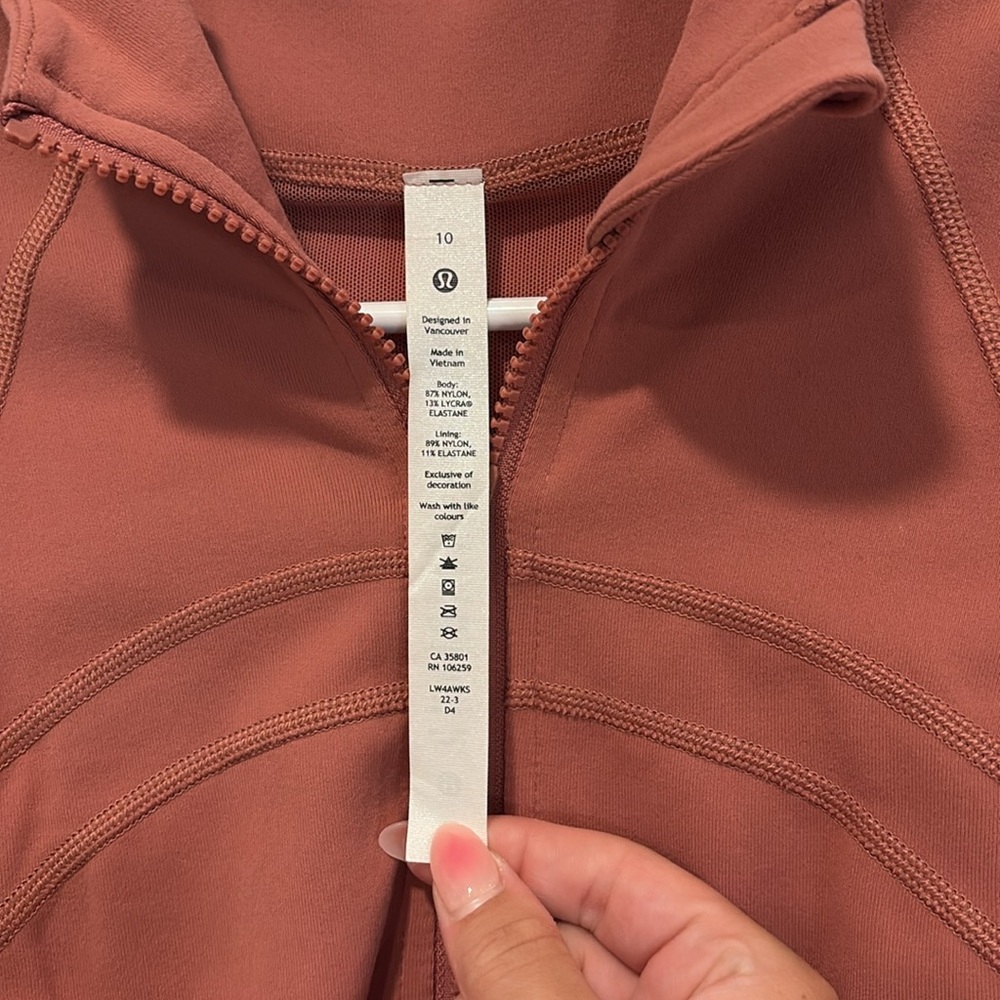 10
Designed in
Vancouver
Made in
Vietnam
Body:
87% NYLON,
13% LYCRA®
ELASTANE
Lining:
89% NYLON,
11% ELASTANE
Exclusive of
decoration
Wash with like
colours
CA 35801
RN 106259
LW4AWKS
22-3
D4